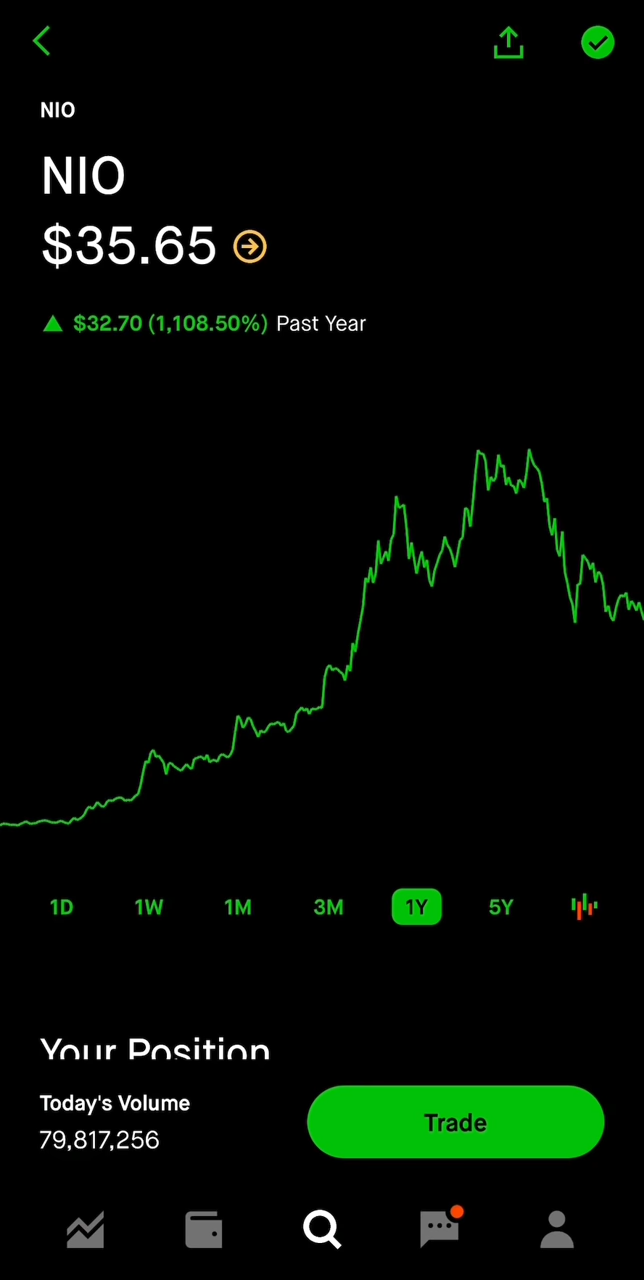 NIO
NIO
$35.65
$32.70 (1,108.50%) Past Year
1D 1W 1M 3M 1Y 5Y
Your Position
Today's Volume
79,817,256
Trade